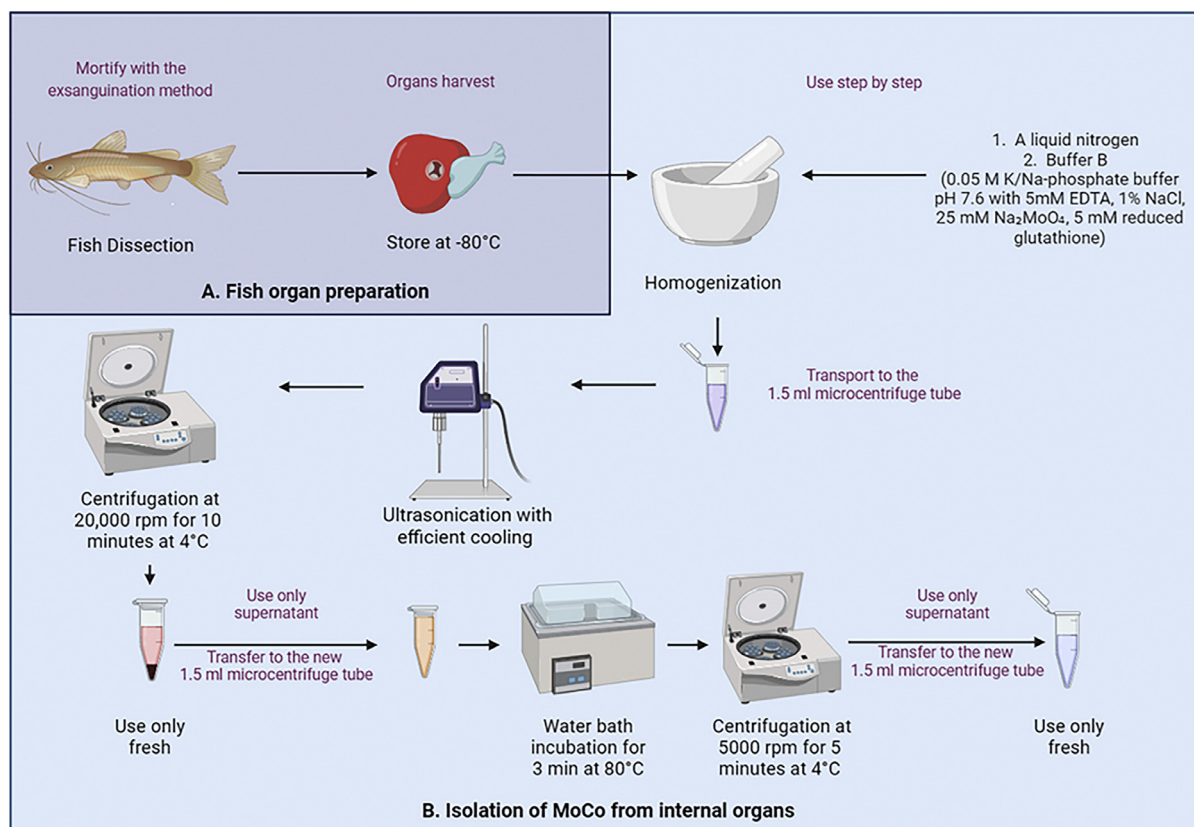 Mortify with the
exsanguination method
Fish Dissection
Organs harvest
Store at -80°C
A. Fish organ preparation
Use step by step
1. A liquid nitrogen
2. Buffer B
(0.05 M K/Na-phosphate buffer
pH 7.6 with 5mM EDTA, 1% NaCl,
25 mM Na₂MoO₄, 5 mM reduced
glutathione)
Homogenization
Transport to the
1.5 ml microcentrifuge tube
Ultrasonication with
efficient cooling
Centrifugation at
20,000 rpm for 10
minutes at 4°C
Use only
fresh
Use only
supernatant
Transfer to the new
1.5 ml microcentrifuge tube
Water bath
incubation for
3 min at 80°C
Centrifugation at
5000 rpm for 5
minutes at 4°C
Use only
supernatant
Transfer to the new
1.5 ml microcentrifuge tube
Use only
fresh
B. Isolation of MoCo from internal organs